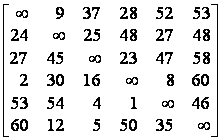 ∞ 9 37 28 52 53
24 ∞ 25 48 27 48
27 45 ∞ 23 47 58
2 30 16 ∞ 8 60
53 54 4 1 ∞ 46
60 12 5 50 35 ∞